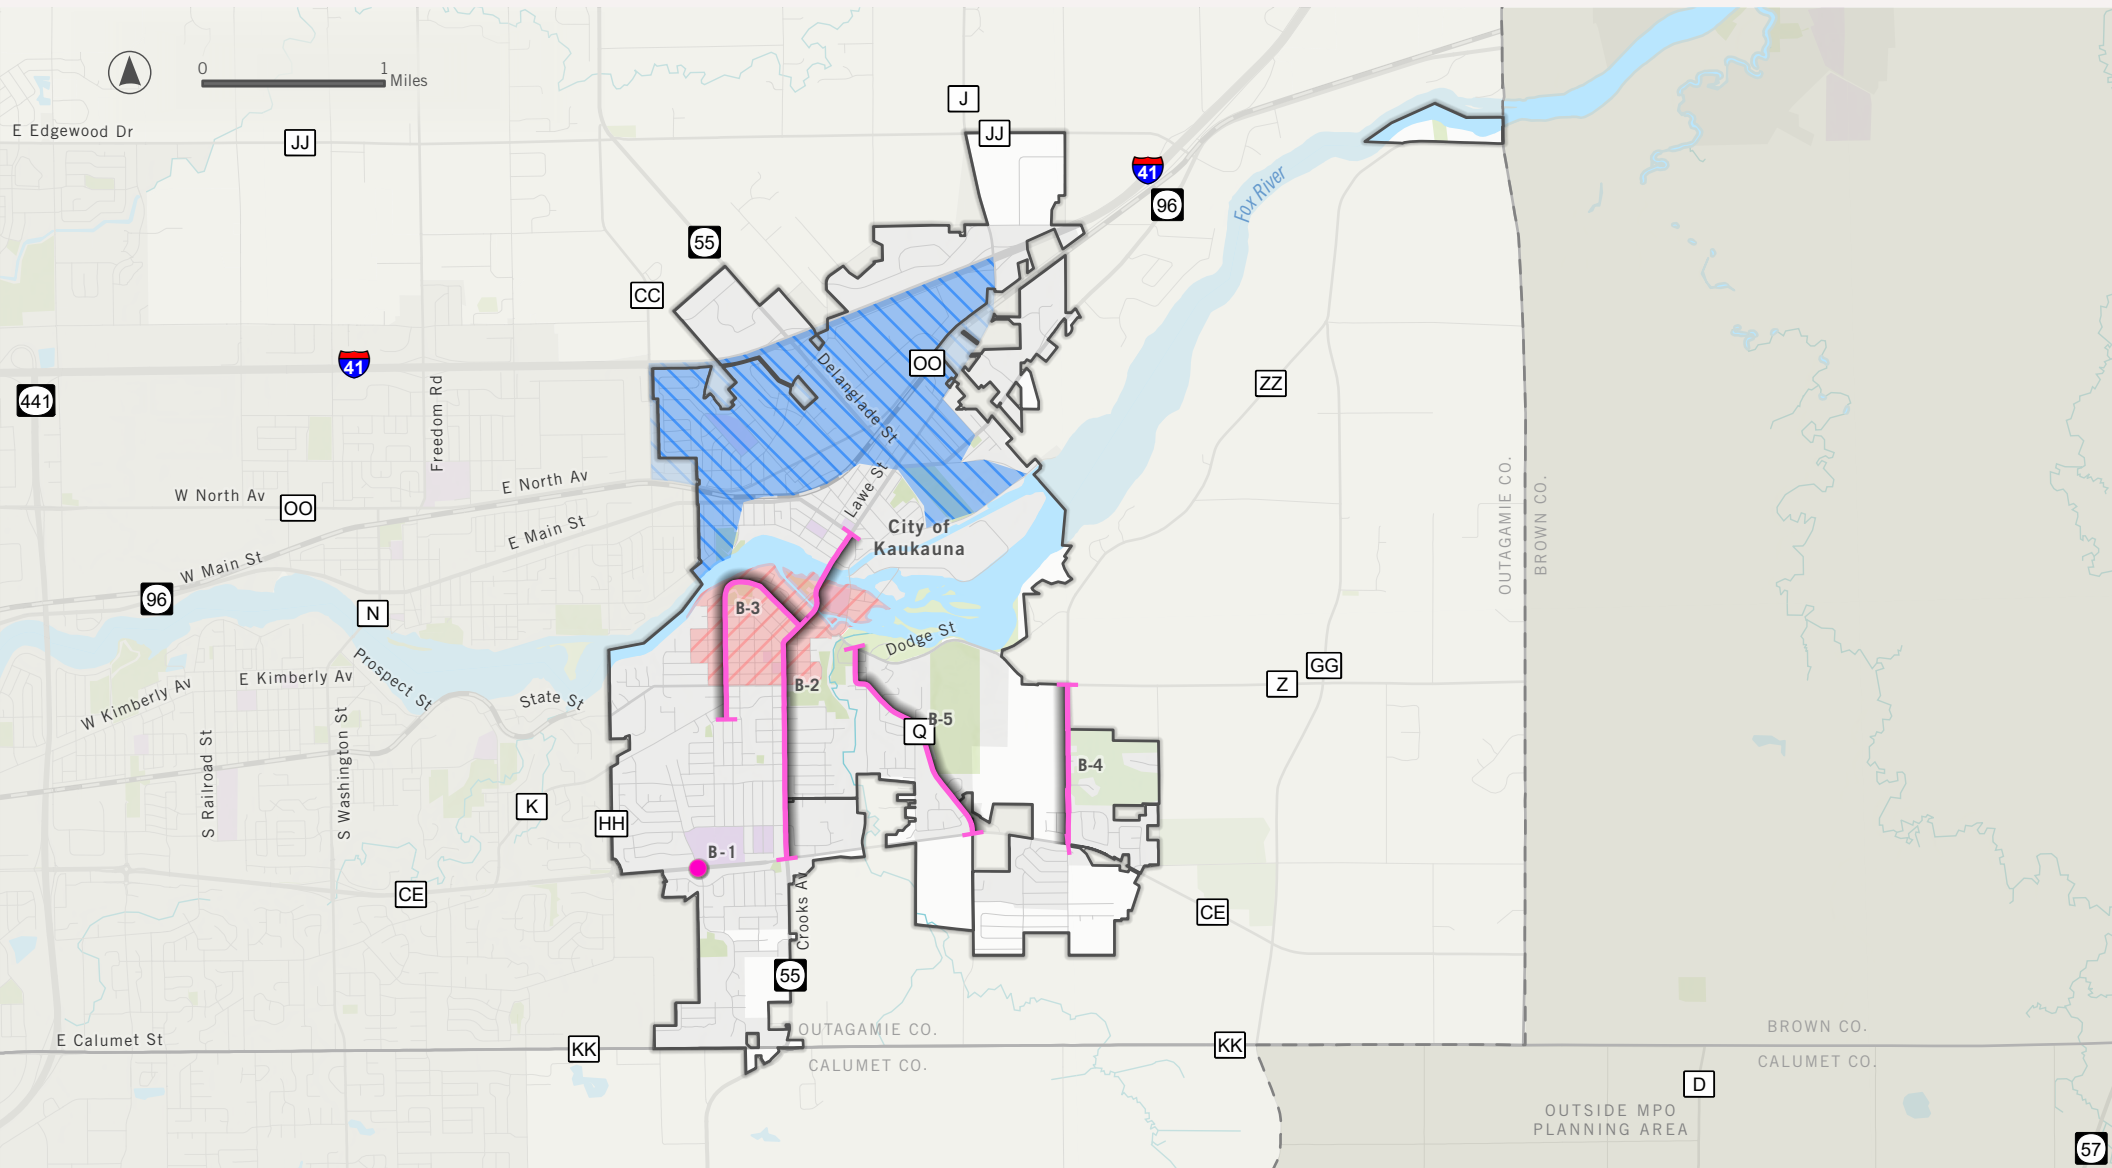 0 1
Miles
E Edgewood Dr
JJ
J
JJ
41
96
Fox River
55
CC
41
441
Freedom Rd
Delanglade St
OO
ZZ
W North Av
OO
E North Av
E Main St
W Main St
96
N
Lawe St
City of
Kaukauna
OUTAGAMIE CO.
BROWN CO.
B-3
Dodge St
Prospect St
E Kimberly Av
W Kimberly Av
State St
B-2
GG
Z
B-5
Q
B-4
S Railroad St
S Washington St
K
HH
B-1
CE
Crooks Av
CE
55
OUTAGAMIE CO.
CALUMET CO.
E Calumet St
KK
KK
BROWN CO.
CALUMET CO.
D
OUTSIDE MPO
PLANNING AREA
57